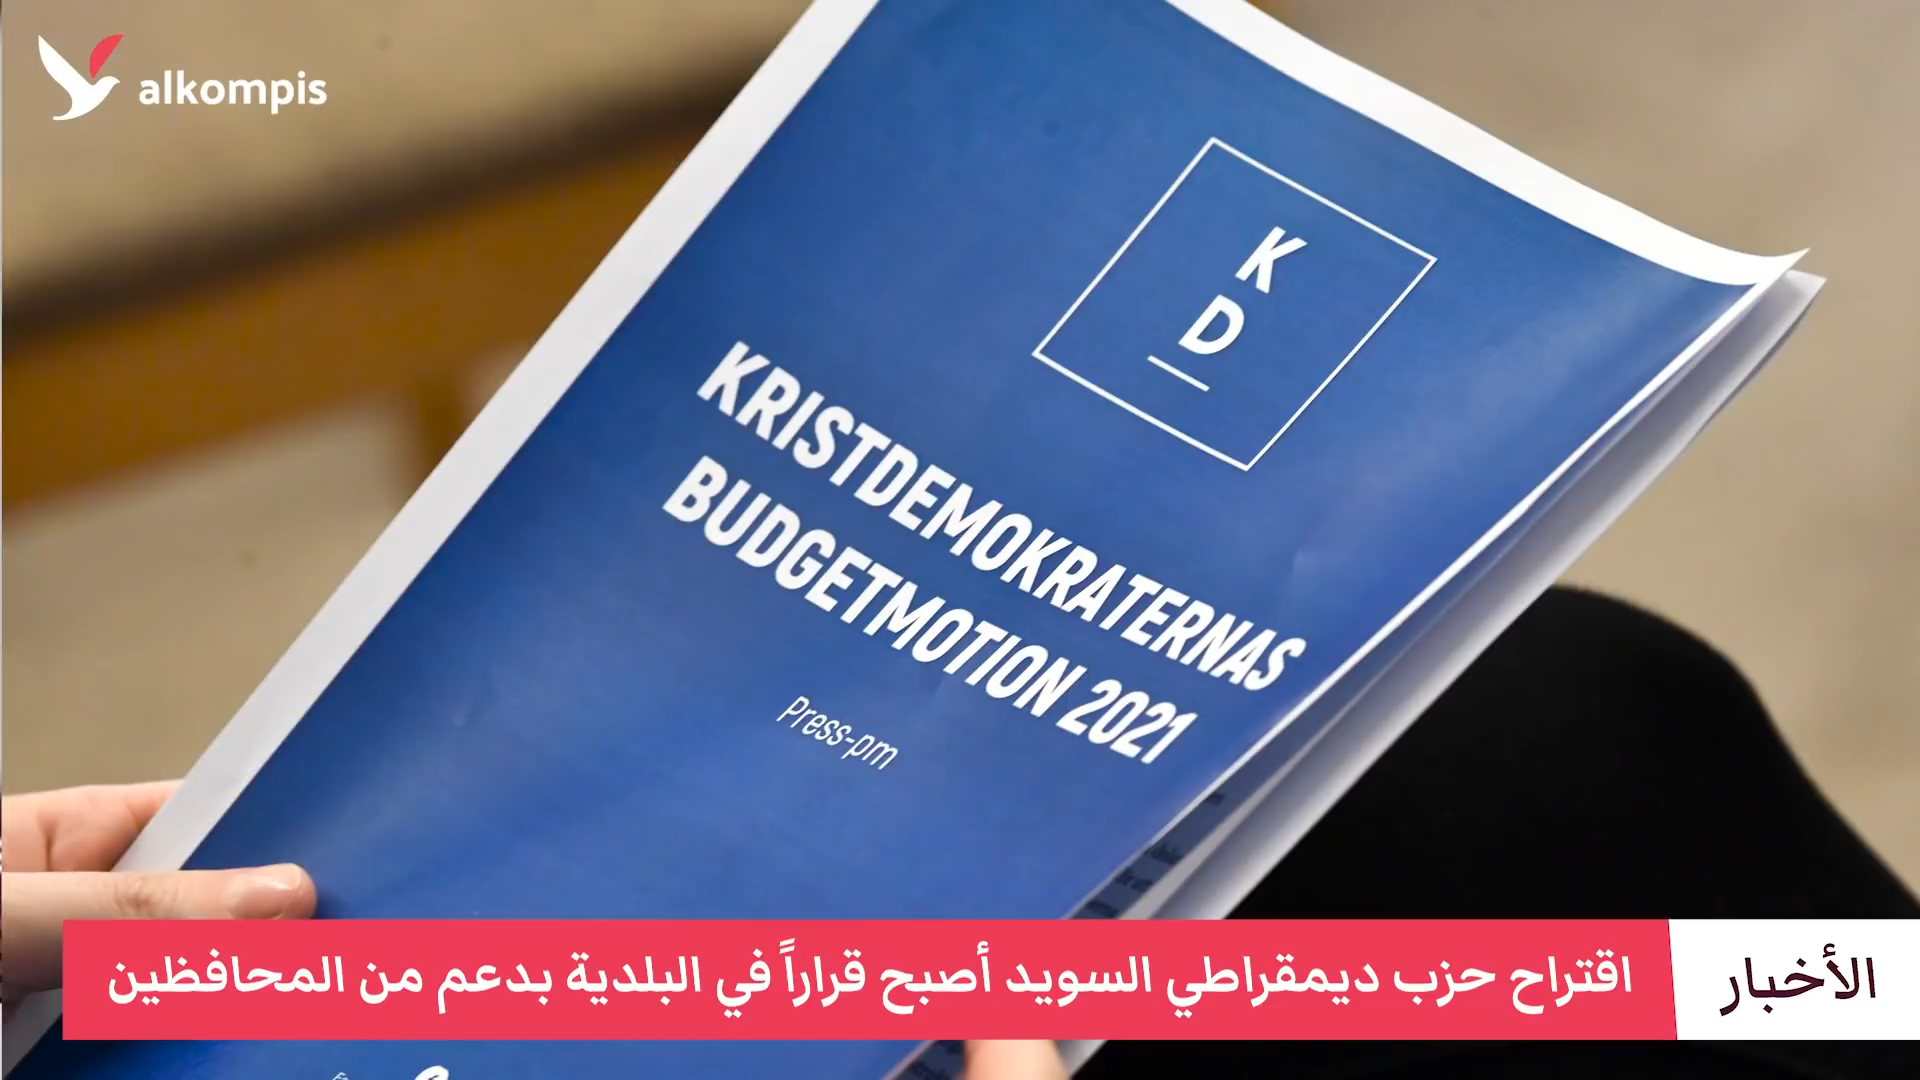 alkompis
K
D
KRISTDEMOKRATERNAS
BUDGETMOTION 2021
Press-pm
الأخبار
اقتراح حزب ديمقراطي السويد أصبح قراراً في البلدية بدعم من المحافظين